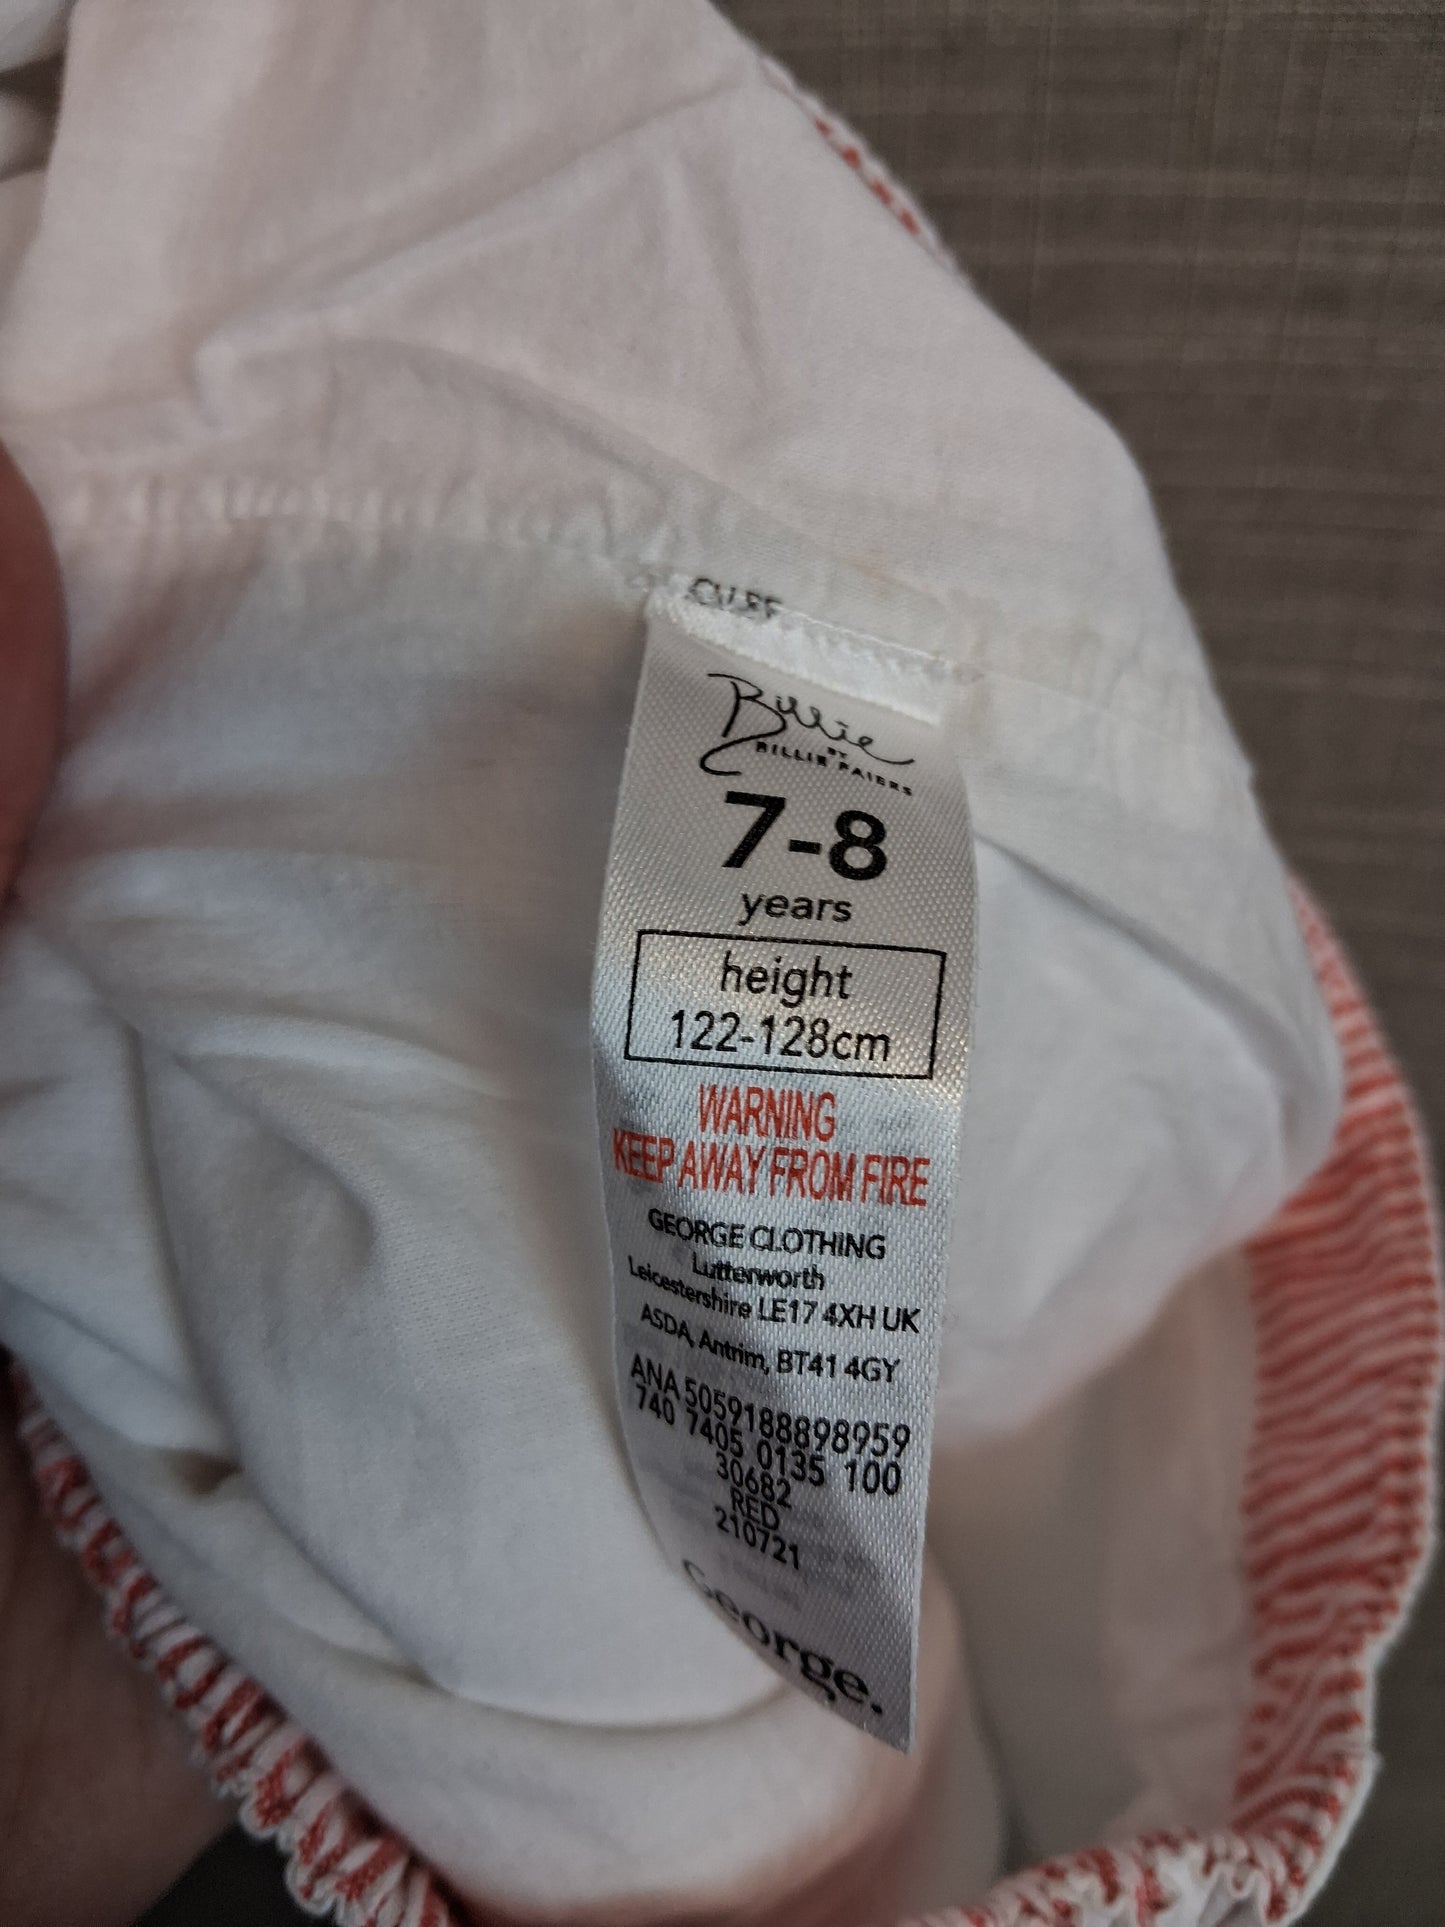 Billie
BY
BILLIE FAIERS
7-8
years
height
122-128cm
WARNING
KEEP AWAY FROM FIRE
GEORGE CLOTHING
Lutterworth
Leicestershire LE17 4XH UK
ASDA, Antrim, BT41 4GY
ANA 5059188898959
740 7405 0135 100
30682
RED
210721
George.